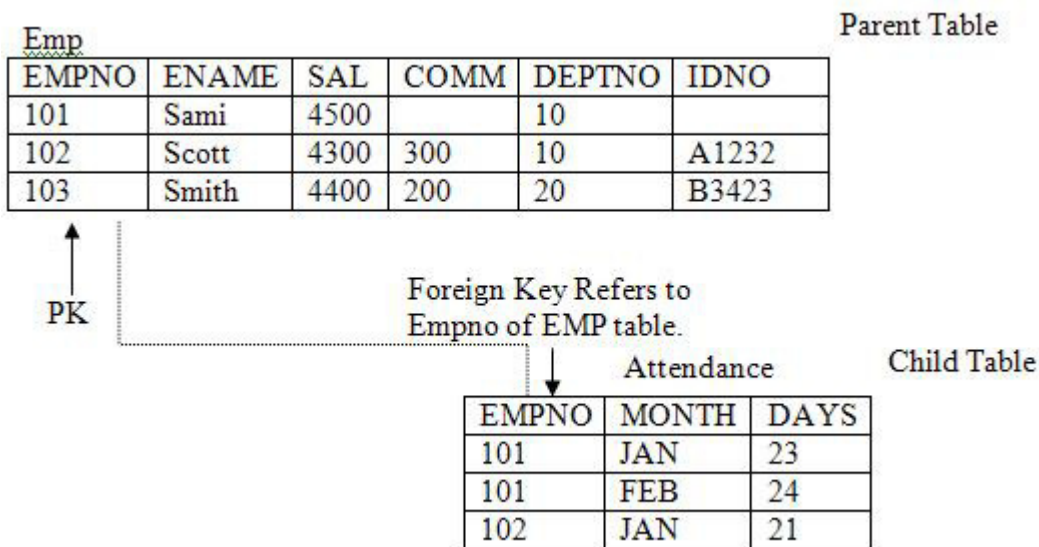 Parent Table
Emp
EMPNO ENAME SAL COMM DEPTNO IDNO
101 Sami 4500 10
102 Scott 4300 300 10 A1232
103 Smith 4400 200 20 B3423
PK
Foreign Key Refers to
Empno of EMP table.
Attendance
Child Table
EMPNO MONTH DAYS
101 JAN 23
101 FEB 24
102 JAN 21